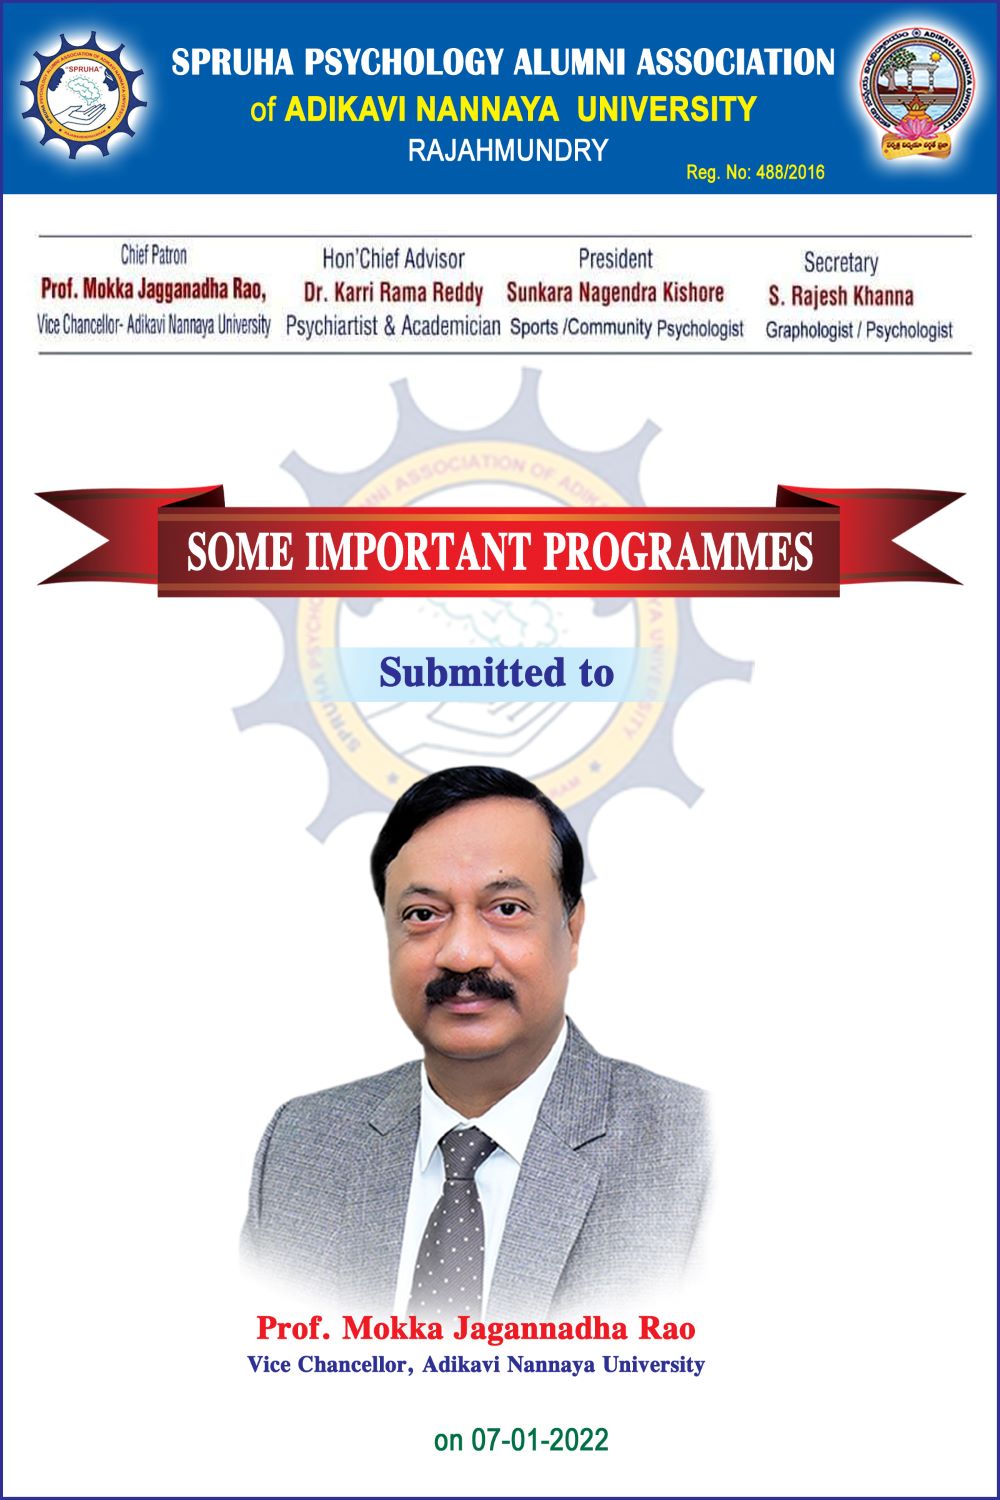 SPRUHA PSYCHOLOGY ALUMNI ASSOCIATION
of ADIKAVI NANNAYA UNIVERSITY
RAJAHMUNDRY
Reg. No: 488/2016
"SPRUHA"
Chief Patron
Prof. Mokka Jagganadha Rao,
Vice Chancellor- Adikavi Nannaya University
Hon'Chief Advisor
Dr. Karri Rama Reddy
Psychiartist & Academician
President
Sunkara Nagendra Kishore
Sports /Community Psychologist
Secretary
S. Rajesh Khanna
Graphologist / Psychologist
SOME IMPORTANT PROGRAMMES
Submitted to
Prof. Mokka Jagannadha Rao
Vice Chancellor, Adikavi Nannaya University
on 07-01-2022